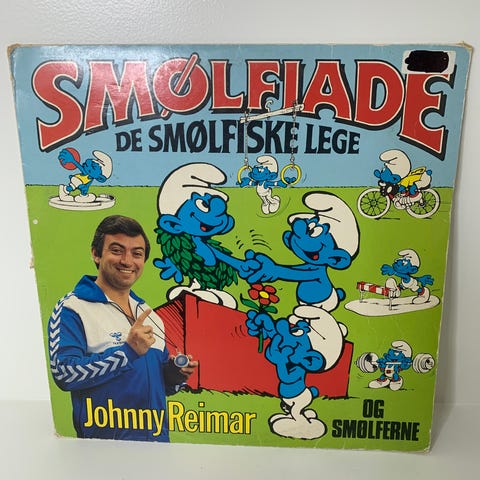 SMØLFIADE
DE SMØLFISKE LEGE
Johnny Reimar
OG
SMØLFERNE